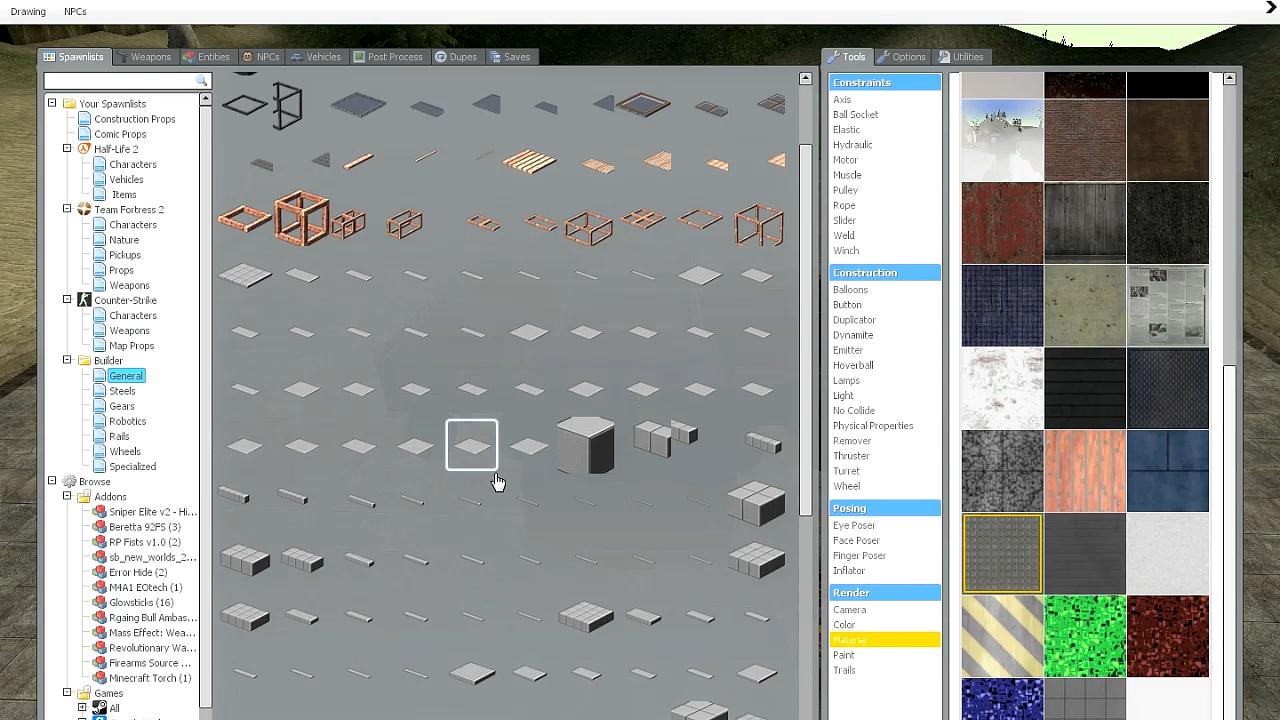 Drawing NPCs
Spawnlists Weapons Entities NPCs Vehicles Post Process Dupes Saves
Your Spawnlists
Construction Props
Comic Props
Half-Life 2
Characters
Vehicles
Items
Team Fortress 2
Characters
Nature
Pickups
Props
Weapons
Counter-Strike
Characters
Weapons
Map Props
Builder
General
Steels
Gears
Robotics
Rails
Wheels
Specialized
Browse
Addons
Sniper Elite v2 - Hi...
Beretta 92FS (3)
RP Fists v1.0 (2)
sb_new_worlds_2...
Error Hide (2)
M4A1 EOtech (1)
Glowsticks (16)
Rgaing Bull Ambas...
Mass Effect: Wea...
Revolutionary Wa...
Firearms Source ...
Minecraft Torch (1)
Games
All
Tools Options Utilities
Constraints
Axis
Ball Socket
Elastic
Hydraulic
Motor
Muscle
Pulley
Rope
Slider
Weld
Winch
Construction
Balloons
Button
Duplicator
Dynamite
Emitter
Hoverball
Lamps
Light
No Collide
Physical Properties
Remover
Thruster
Turret
Wheel
Posing
Eye Poser
Face Poser
Finger Poser
Inflator
Render
Camera
Color
Material
Paint
Trails